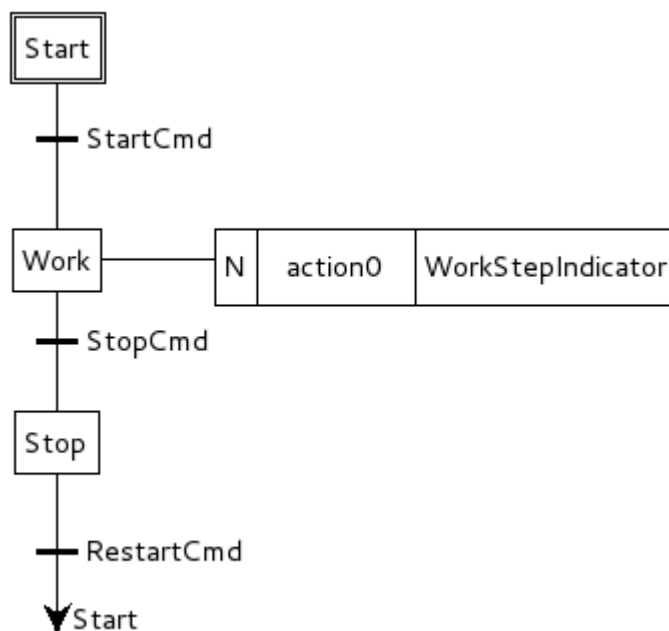 Start
StartCmd
Work
N action0 WorkStepIndicator
StopCmd
Stop
RestartCmd
Start